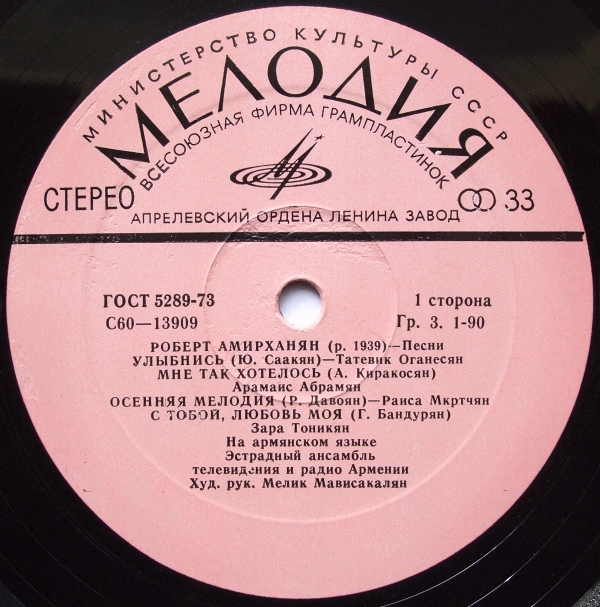 МИНИСТЕРСТВО КУЛЬТУРЫ СССР
МЕЛОДИЯ
ВСЕСОЮЗНАЯ ФИРМА ГРАМПЛАСТИНОК
СТЕРЕО
33
АПРЕЛЕВСКИЙ ОРДЕНА ЛЕНИНА ЗАВОД
ГОСТ 5289-73
1 сторона
С60—13909
Гр. 3. 1-90
РОБЕРТ АМИРХАНЯН (р. 1939)—Песни
УЛЫБНИСЬ (Ю. Саакян)—Татевик Оганесян
МНЕ ТАК ХОТЕЛОСЬ (А. Киракосян)
Арамаис Абрамян
ОСЕННЯЯ МЕЛОДИЯ (Р. Давоян)—Раиса Мкртчян
С ТОБОЙ, ЛЮБОВЬ МОЯ (Г. Бандурян)
Зара Тоникян
На армянском языке
Эстрадный ансамбль
телевидения и радио Армении
Худ. рук. Мелик Мависакалян